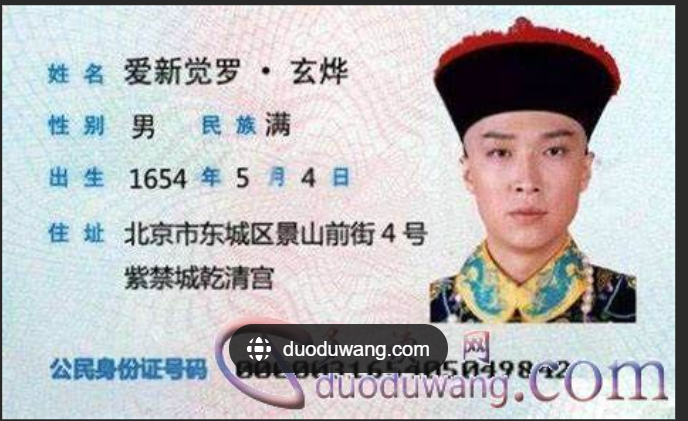 姓名 爱新觉罗·玄烨
性别 男 民族 满
出生 1654 年 5 月 4 日
住址 北京市东城区景山前街4号
紫禁城乾清宫
duoduwang.com
网
公民身份证号码
duoduwang.com